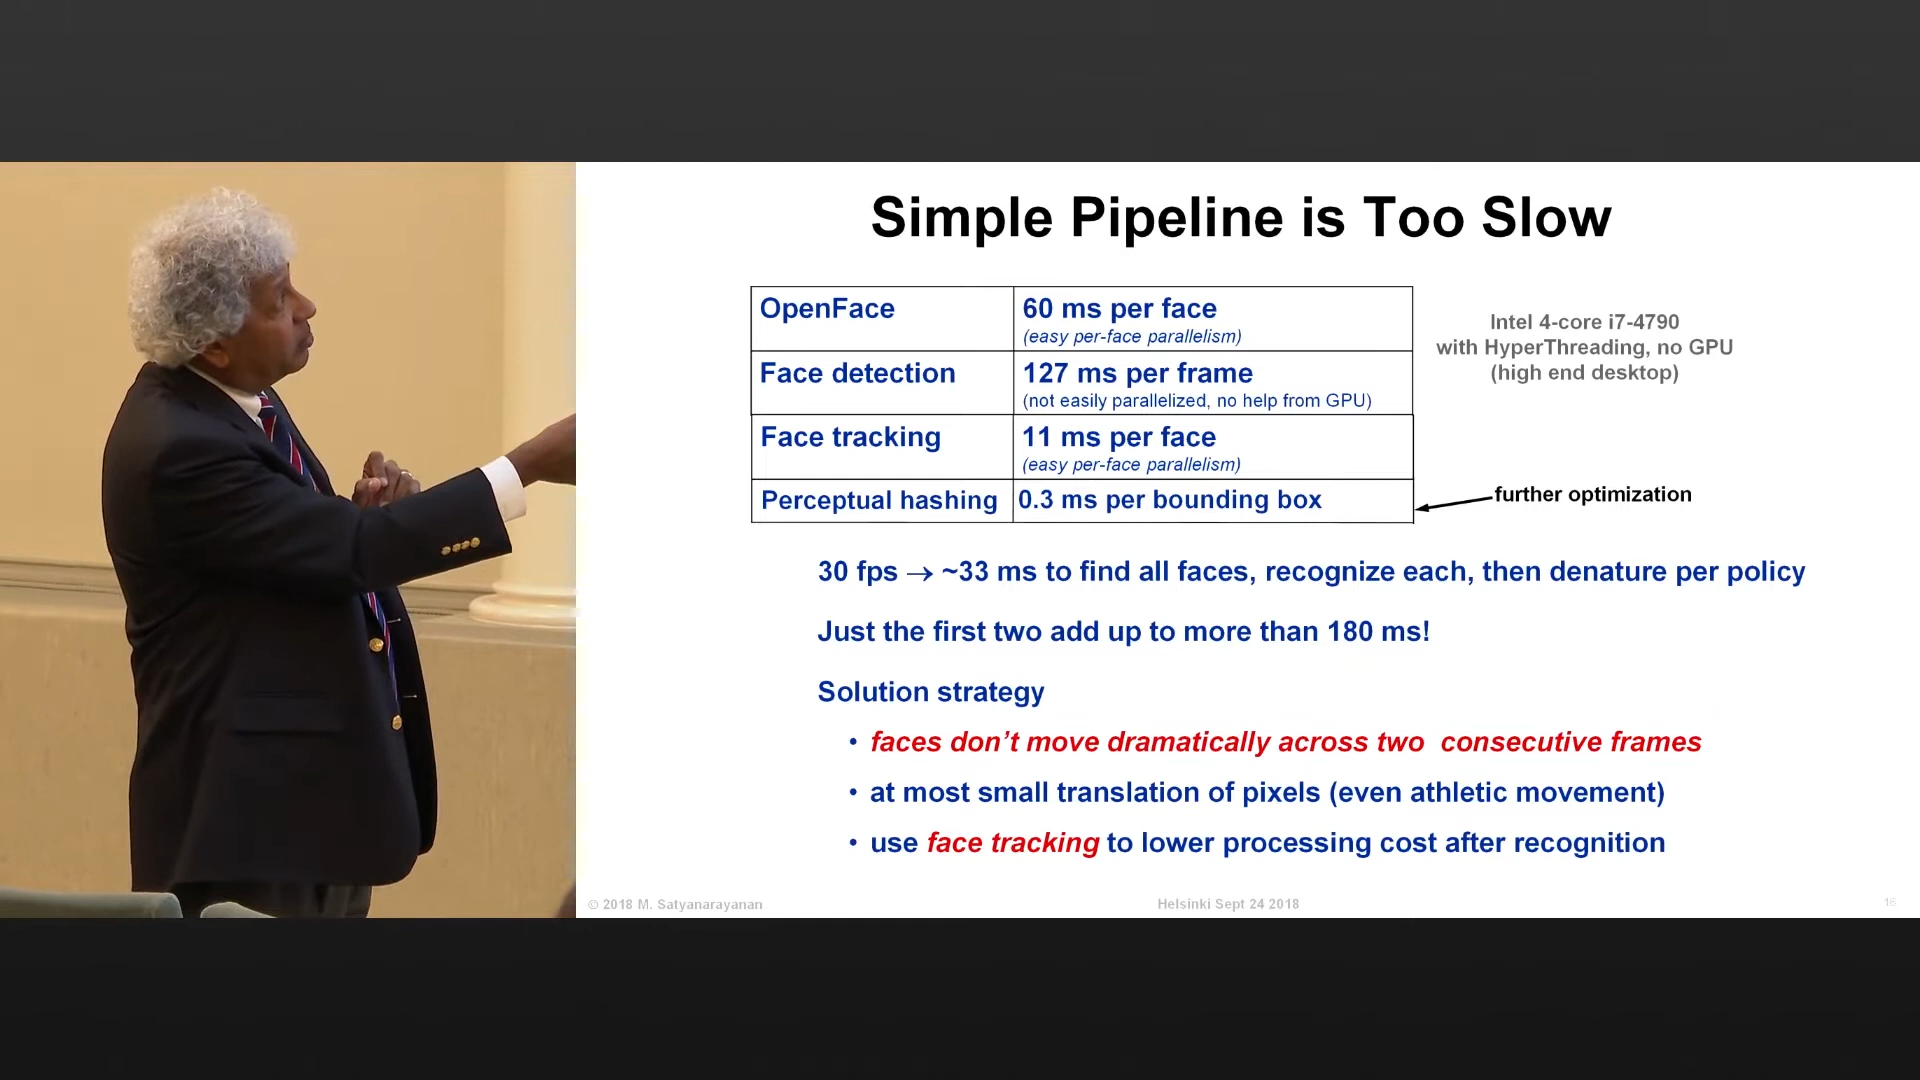 Simple Pipeline is Too Slow
OpenFace
60 ms per face
(easy per-face parallelism)
Face detection
127 ms per frame
(not easily parallelized, no help from GPU)
Face tracking
11 ms per face
(easy per-face parallelism)
Perceptual hashing
0.3 ms per bounding box
Intel 4-core i7-4790
with HyperThreading, no GPU
(high end desktop)
further optimization
30 fps → ~33 ms to find all faces, recognize each, then denature per policy
Just the first two add up to more than 180 ms!
Solution strategy
• faces don’t move dramatically across two  consecutive frames
• at most small translation of pixels (even athletic movement)
• use face tracking to lower processing cost after recognition
© 2018 M. Satyanarayanan
Helsinki Sept 24 2018